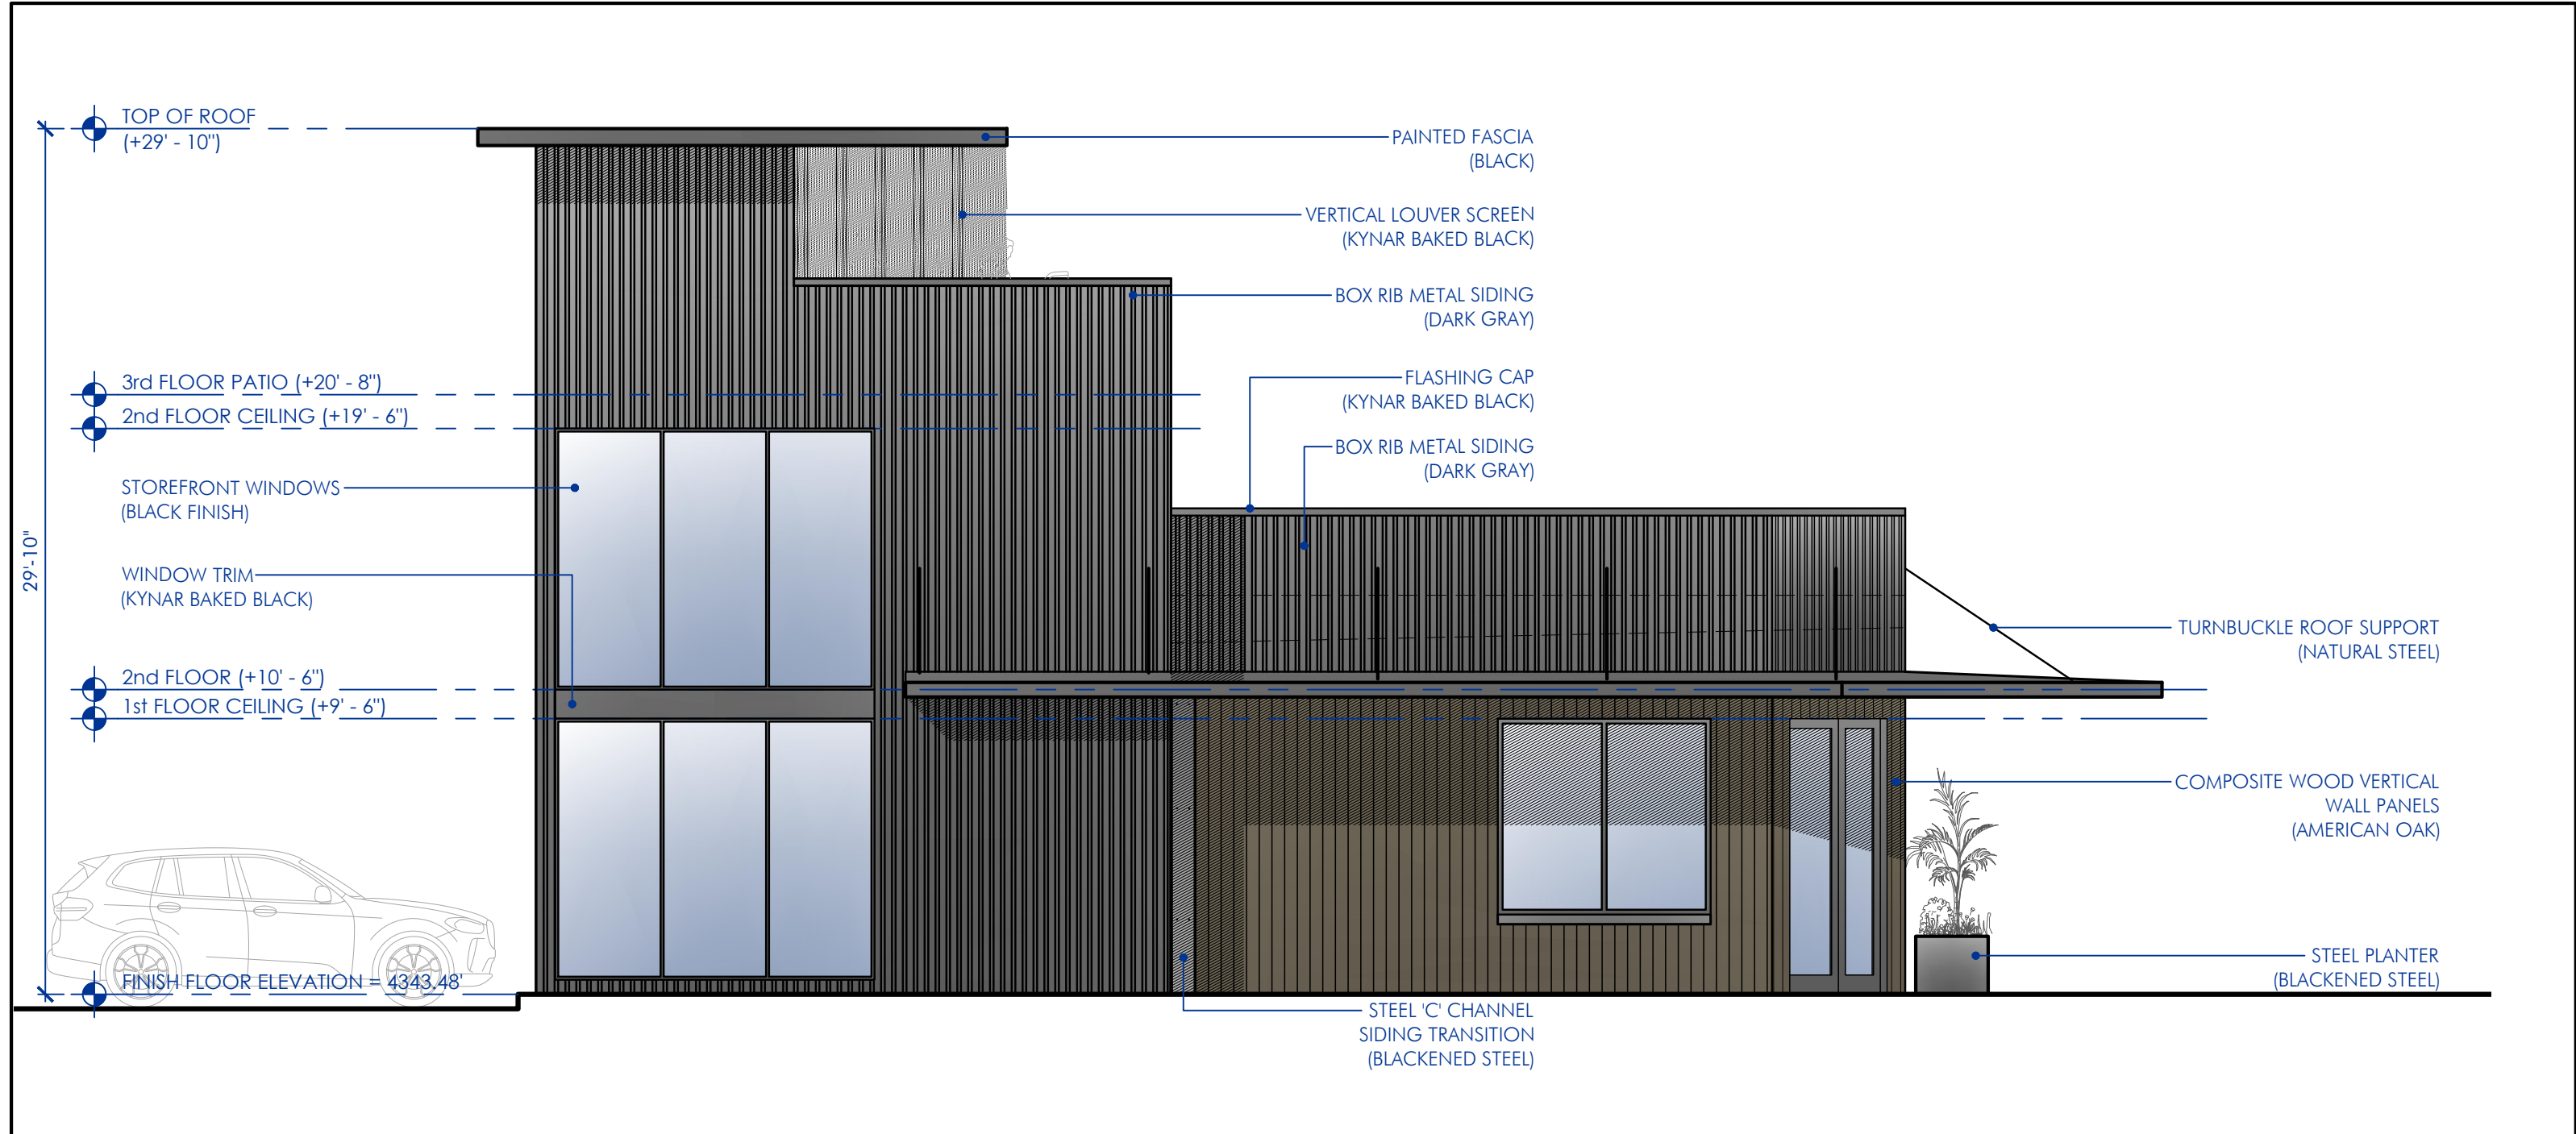 TOP OF ROOF
(+29' - 10")
3rd FLOOR PATIO (+20' - 8")
2nd FLOOR CEILING (+19' - 6")
STOREFRONT WINDOWS
(BLACK FINISH)
29'-10"
WINDOW TRIM
(KYNAR BAKED BLACK)
2nd FLOOR (+10' - 6")
1st FLOOR CEILING (+9' - 6")
FINISH FLOOR ELEVATION = 4343.48'
PAINTED FASCIA
(BLACK)
VERTICAL LOUVER SCREEN
(KYNAR BAKED BLACK)
BOX RIB METAL SIDING
(DARK GRAY)
FLASHING CAP
(KYNAR BAKED BLACK)
BOX RIB METAL SIDING
(DARK GRAY)
STEEL 'C' CHANNEL
SIDING TRANSITION
(BLACKENED STEEL)
TURNBUCKLE ROOF SUPPORT
(NATURAL STEEL)
COMPOSITE WOOD VERTICAL
WALL PANELS
(AMERICAN OAK)
STEEL PLANTER
(BLACKENED STEEL)